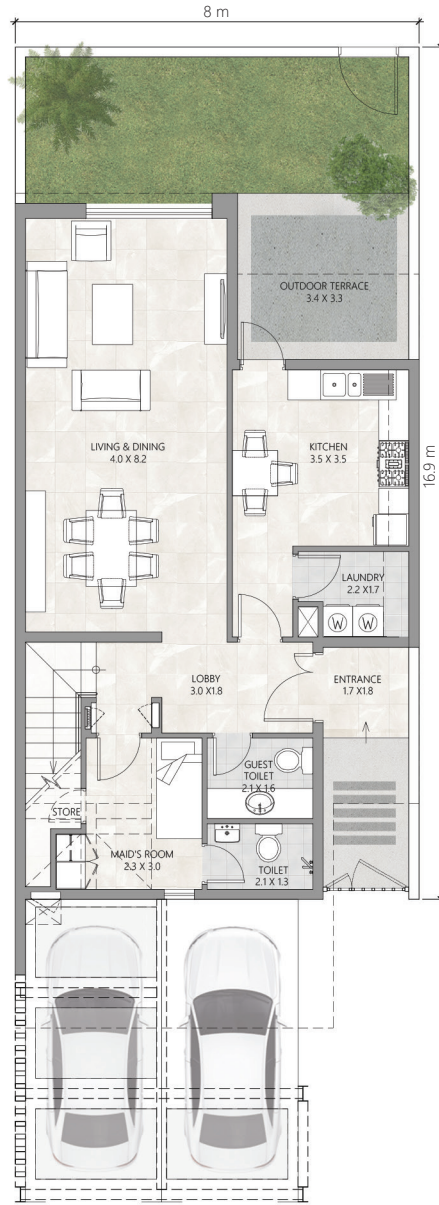 8 m
OUTDOOR TERRACE
3.4 X 3.3
LIVING & DINING
4.0 X 8.2
KITCHEN
3.5 X 3.5
16.9 m
LAUNDRY
2.2 X1.7
W W
LOBBY
3.0 X1.8
ENTRANCE
1.7 X1.8
GUEST
TOILET
2.1 X 1.6
STORE
MAID'S ROOM
2.3 X 3.0
TOILET
2.1 X 1.3